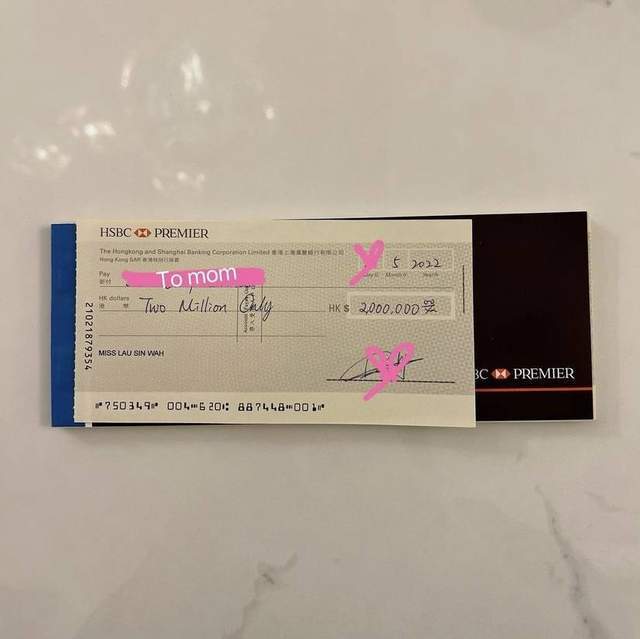 HSBC PREMIER
The Hongkong and Shanghai Banking Corporation Limited 香港上海滙豐銀行有限公司
Hong Kong SAR 香港特別行政區
5 2022
Pay
祈付
To mom
HK dollars
港幣
Two Million Only
HK $ 2,000,000
MISS LAU SIN WAH
21021879354
⑈750349⑈ 004⑉620⑆ 887448⑉001⑈
HSBC PREMIER